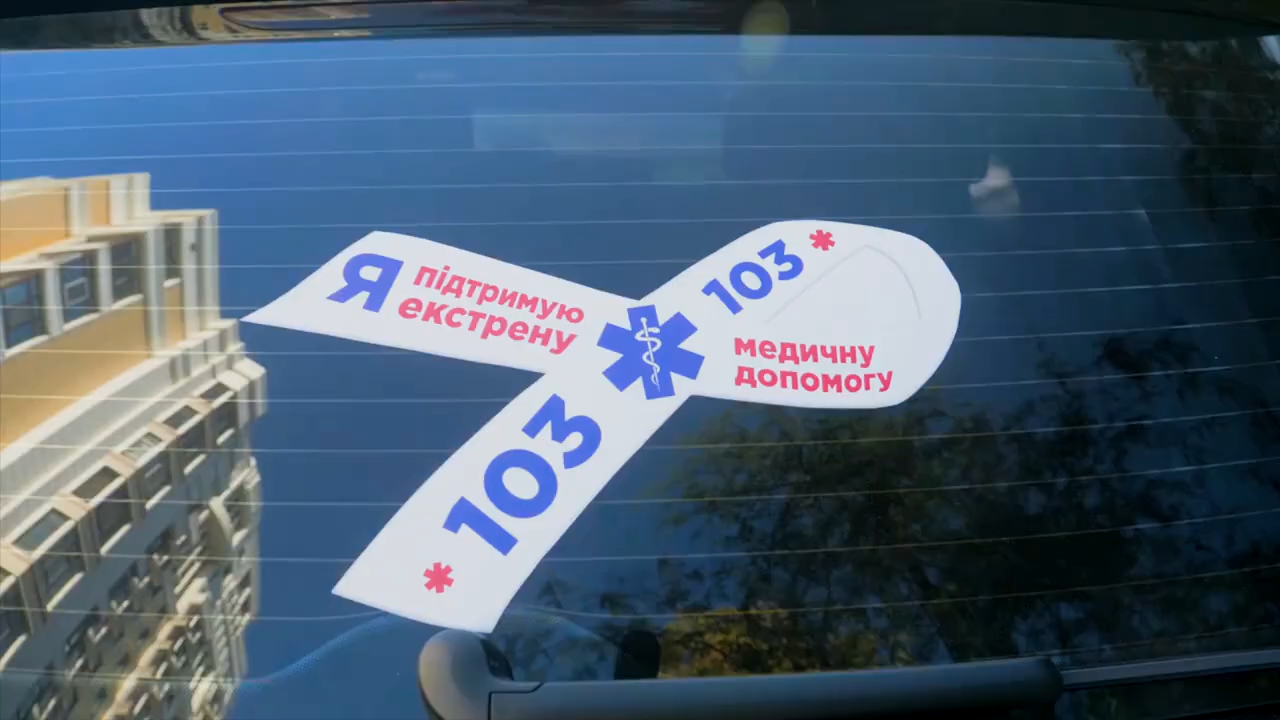 Я підтримую
екстрену
103*
медичну
допомогу
*103